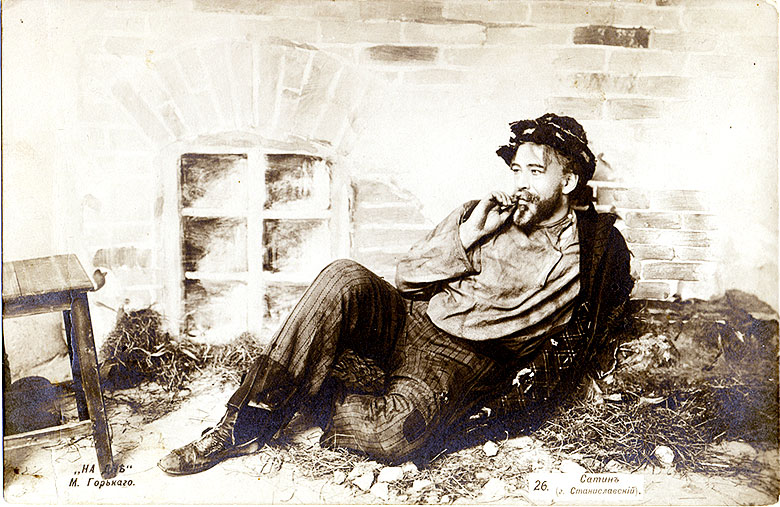 „НА ДНѢ“
М. Горькаго.
26. Сатинъ
(г. Станиславскій).